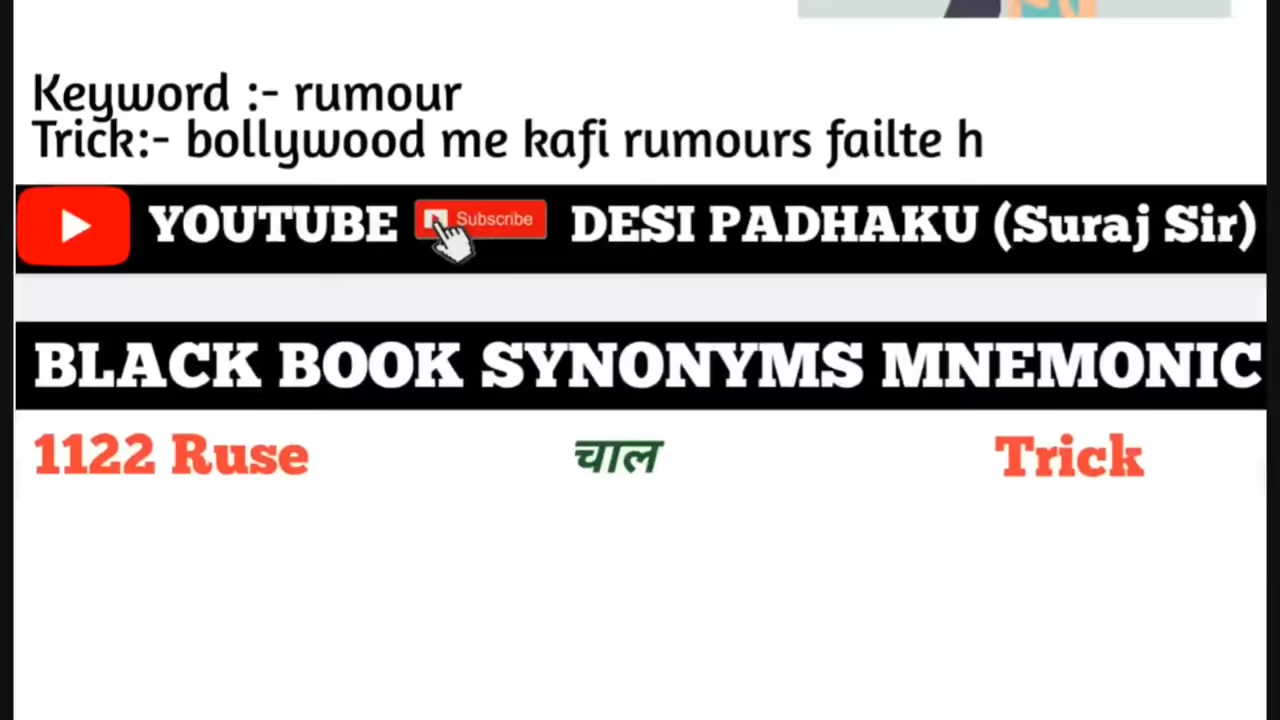 Keyword :- rumour
Trick:- bollywood me kafi rumours failte h
YOUTUBE Subscribe DESI PADHAKU (Suraj Sir)
BLACK BOOK SYNONYMS MNEMONIC
1122 Ruse चाल Trick